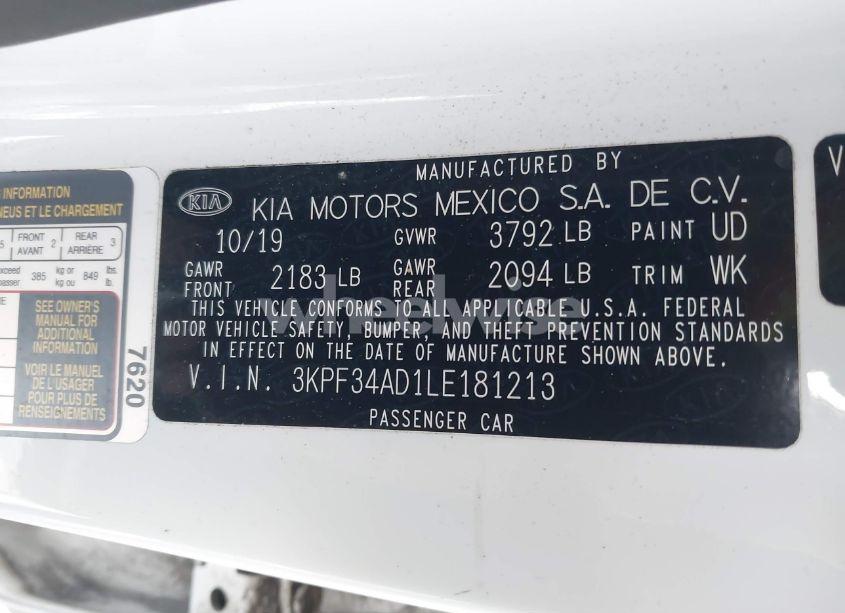 S INFORMATION
NEUS ET LE CHARGEMENT
5 FRONT AVANT 2 REAR ARRIÈRE 3
385 kg or kg ou 849 lbs. lb.
SEE OWNER'S
MANUAL FOR
ADDITIONAL
INFORMATION
VOIR LE MANUEL
DE L'USAGER
POUR PLUS DE
RENSEIGNEMENTS
7620
MANUFACTURED BY
KIA KIA MOTORS MEXICO S.A. DE C.V.
10/19 GVWR 3792 LB PAINT UD
GAWR FRONT 2183 LB GAWR REAR 2094 LB TRIM WK
THIS VEHICLE CONFORMS TO ALL APPLICABLE U.S.A. FEDERAL
MOTOR VEHICLE SAFETY, BUMPER, AND THEFT PREVENTION STANDARDS
IN EFFECT ON THE DATE OF MANUFACTURE SHOWN ABOVE.
V.I.N. 3KPF34AD1LE181213
PASSENGER CAR
wheelwise
V